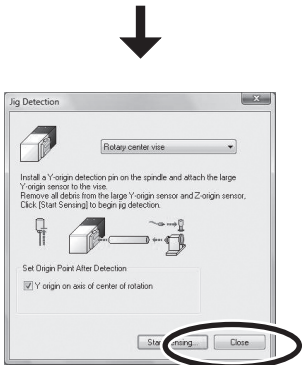 Jig Detection
Rotary center vise
Install a Y-origin detection pin on the spindle and attach the large
Y-origin sensor to the vise.
Remove all debris from the large Y-origin sensor and Z-origin sensor,
Click [Start Sensing] to begin jig detection.
Set Origin Point After Detection
Y origin on axis of center of rotation
Start Sensing...
Close